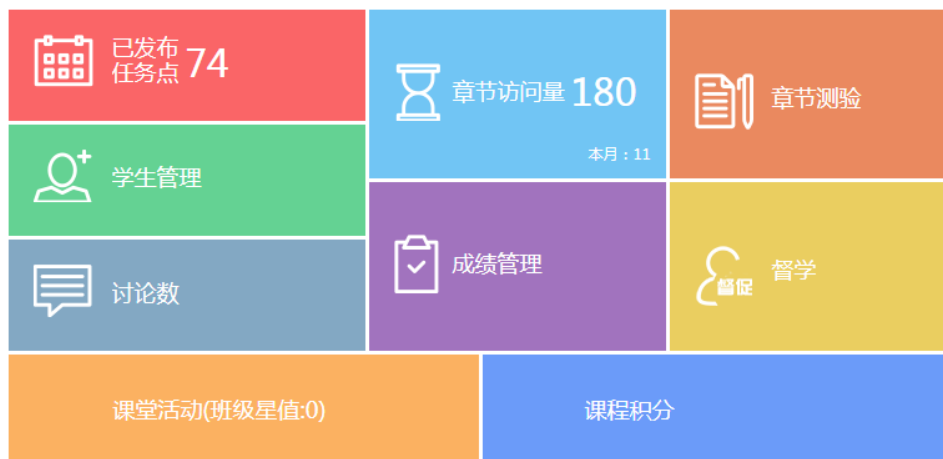 已发布
任务点 74
章节访问量 180
本月：11
章节测验
学生管理
讨论数
成绩管理
督促
督学
课堂活动(班级星值:0)
课程积分